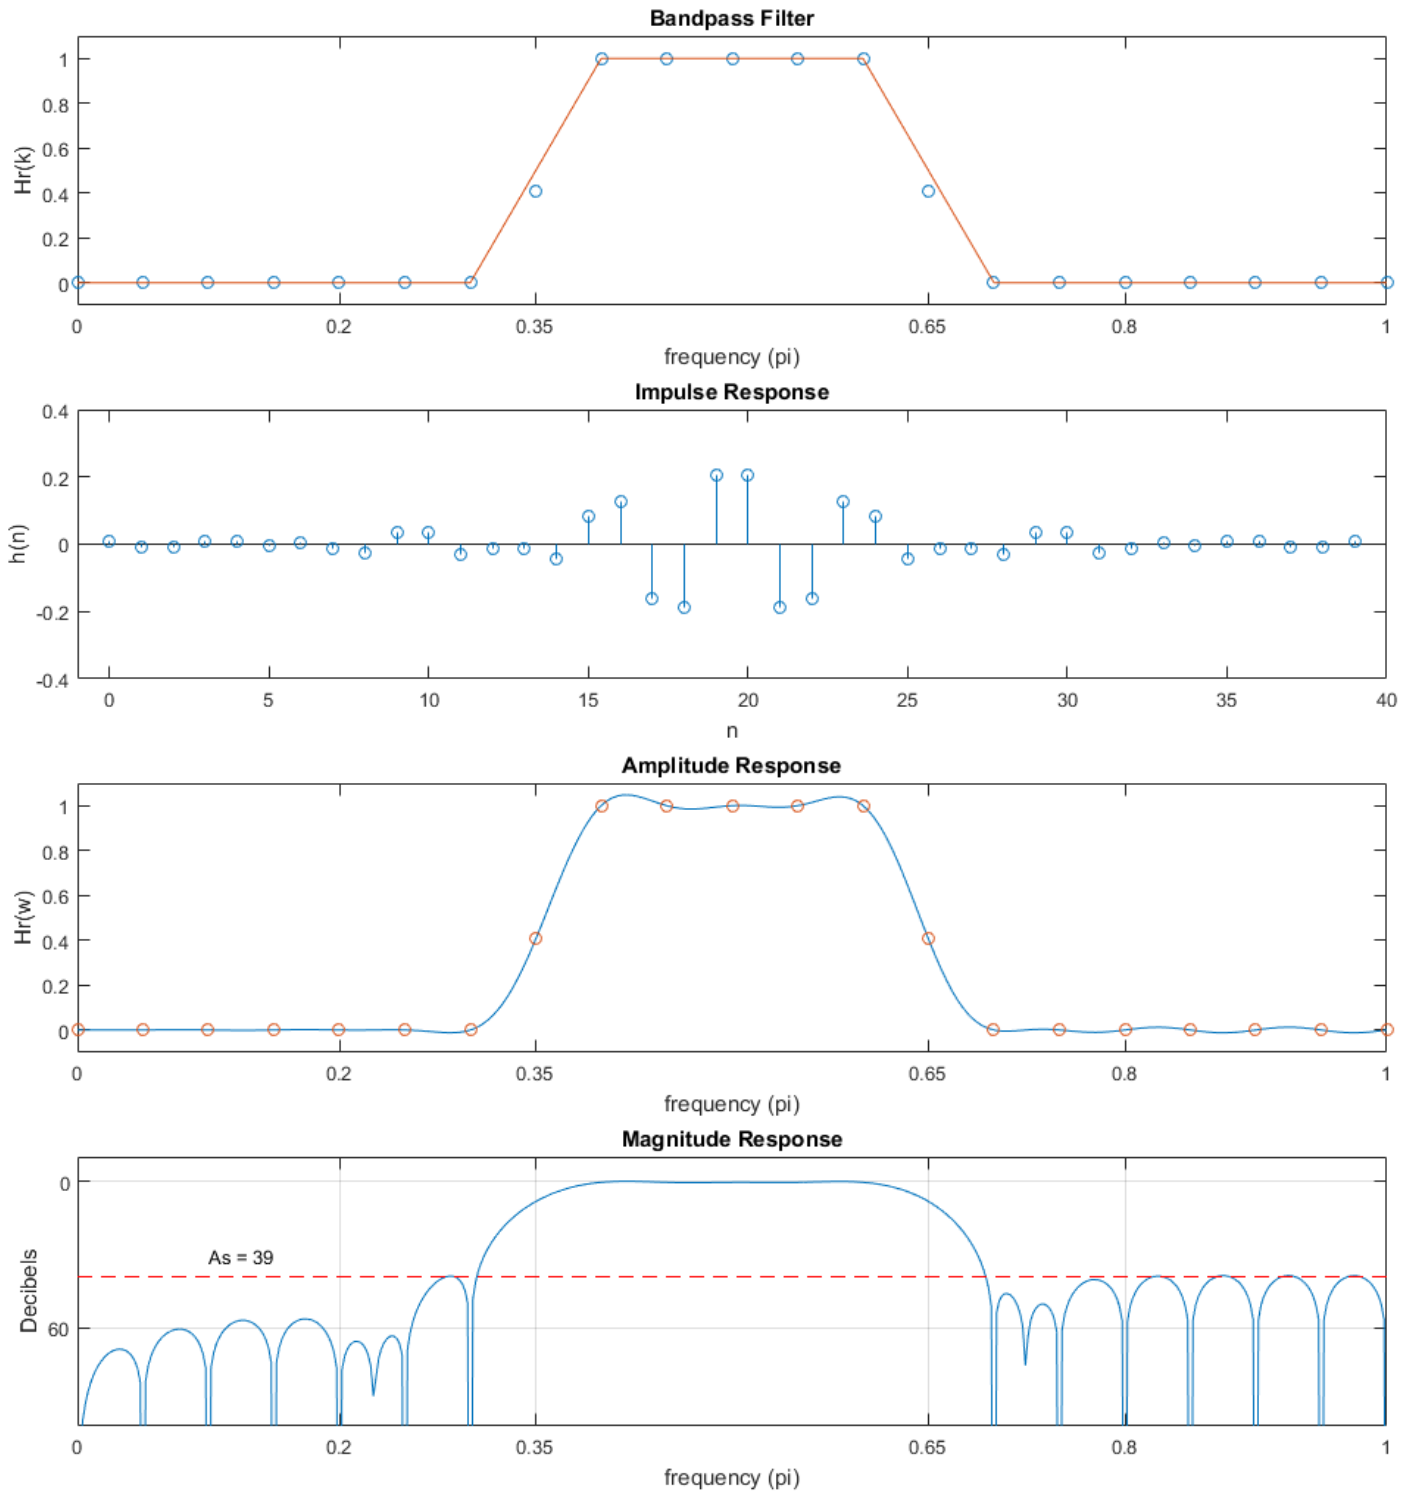 Bandpass Filter
Hr(k)
1
0.8
0.6
0.4
0.2
0
0 0.2 0.35 0.65 0.8 1
frequency (pi)
Impulse Response
h(n)
0.4
0.2
0
-0.2
-0.4
0 5 10 15 20 25 30 35 40
n
Amplitude Response
Hr(w)
1
0.8
0.6
0.4
0.2
0
0 0.2 0.35 0.65 0.8 1
frequency (pi)
Magnitude Response
Decibels
0
As = 39
60
0 0.2 0.35 0.65 0.8 1
frequency (pi)